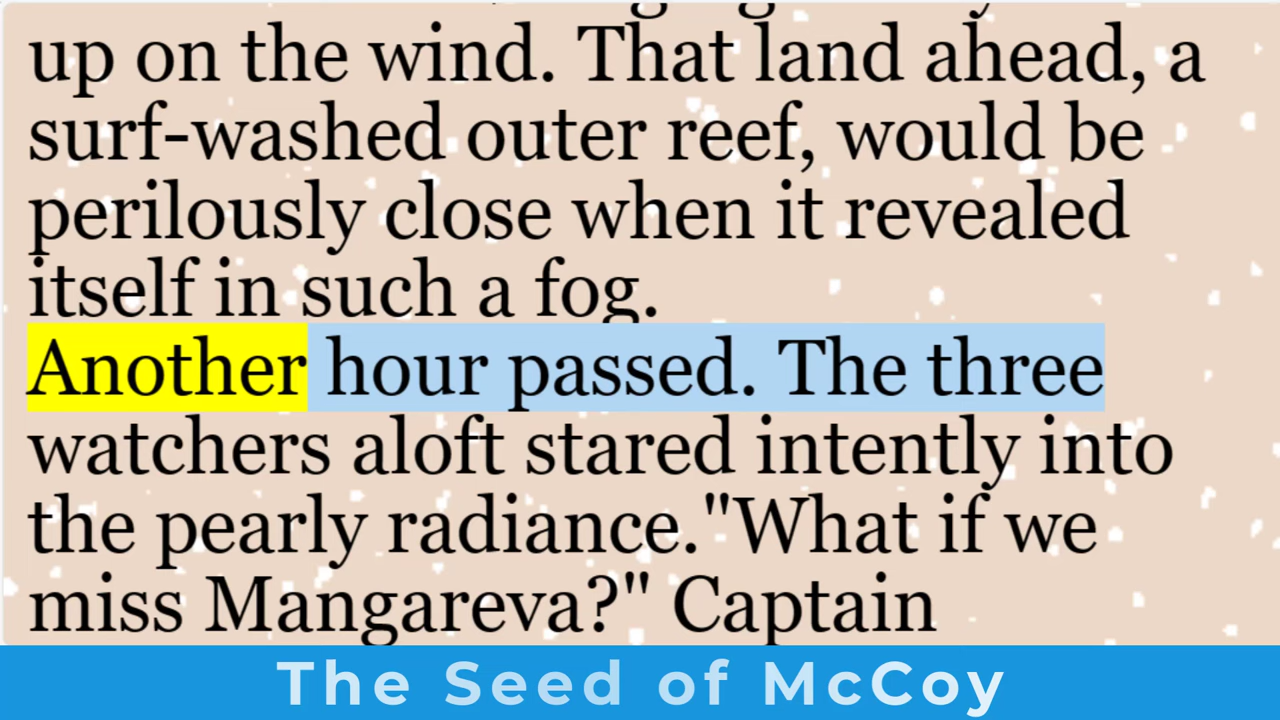 up on the wind. That land ahead, a
surf-washed outer reef, would be
perilously close when it revealed
itself in such a fog.
Another hour passed. The three
watchers aloft stared intently into
the pearly radiance."What if we
miss Mangareva?" Captain
The Seed of McCoy